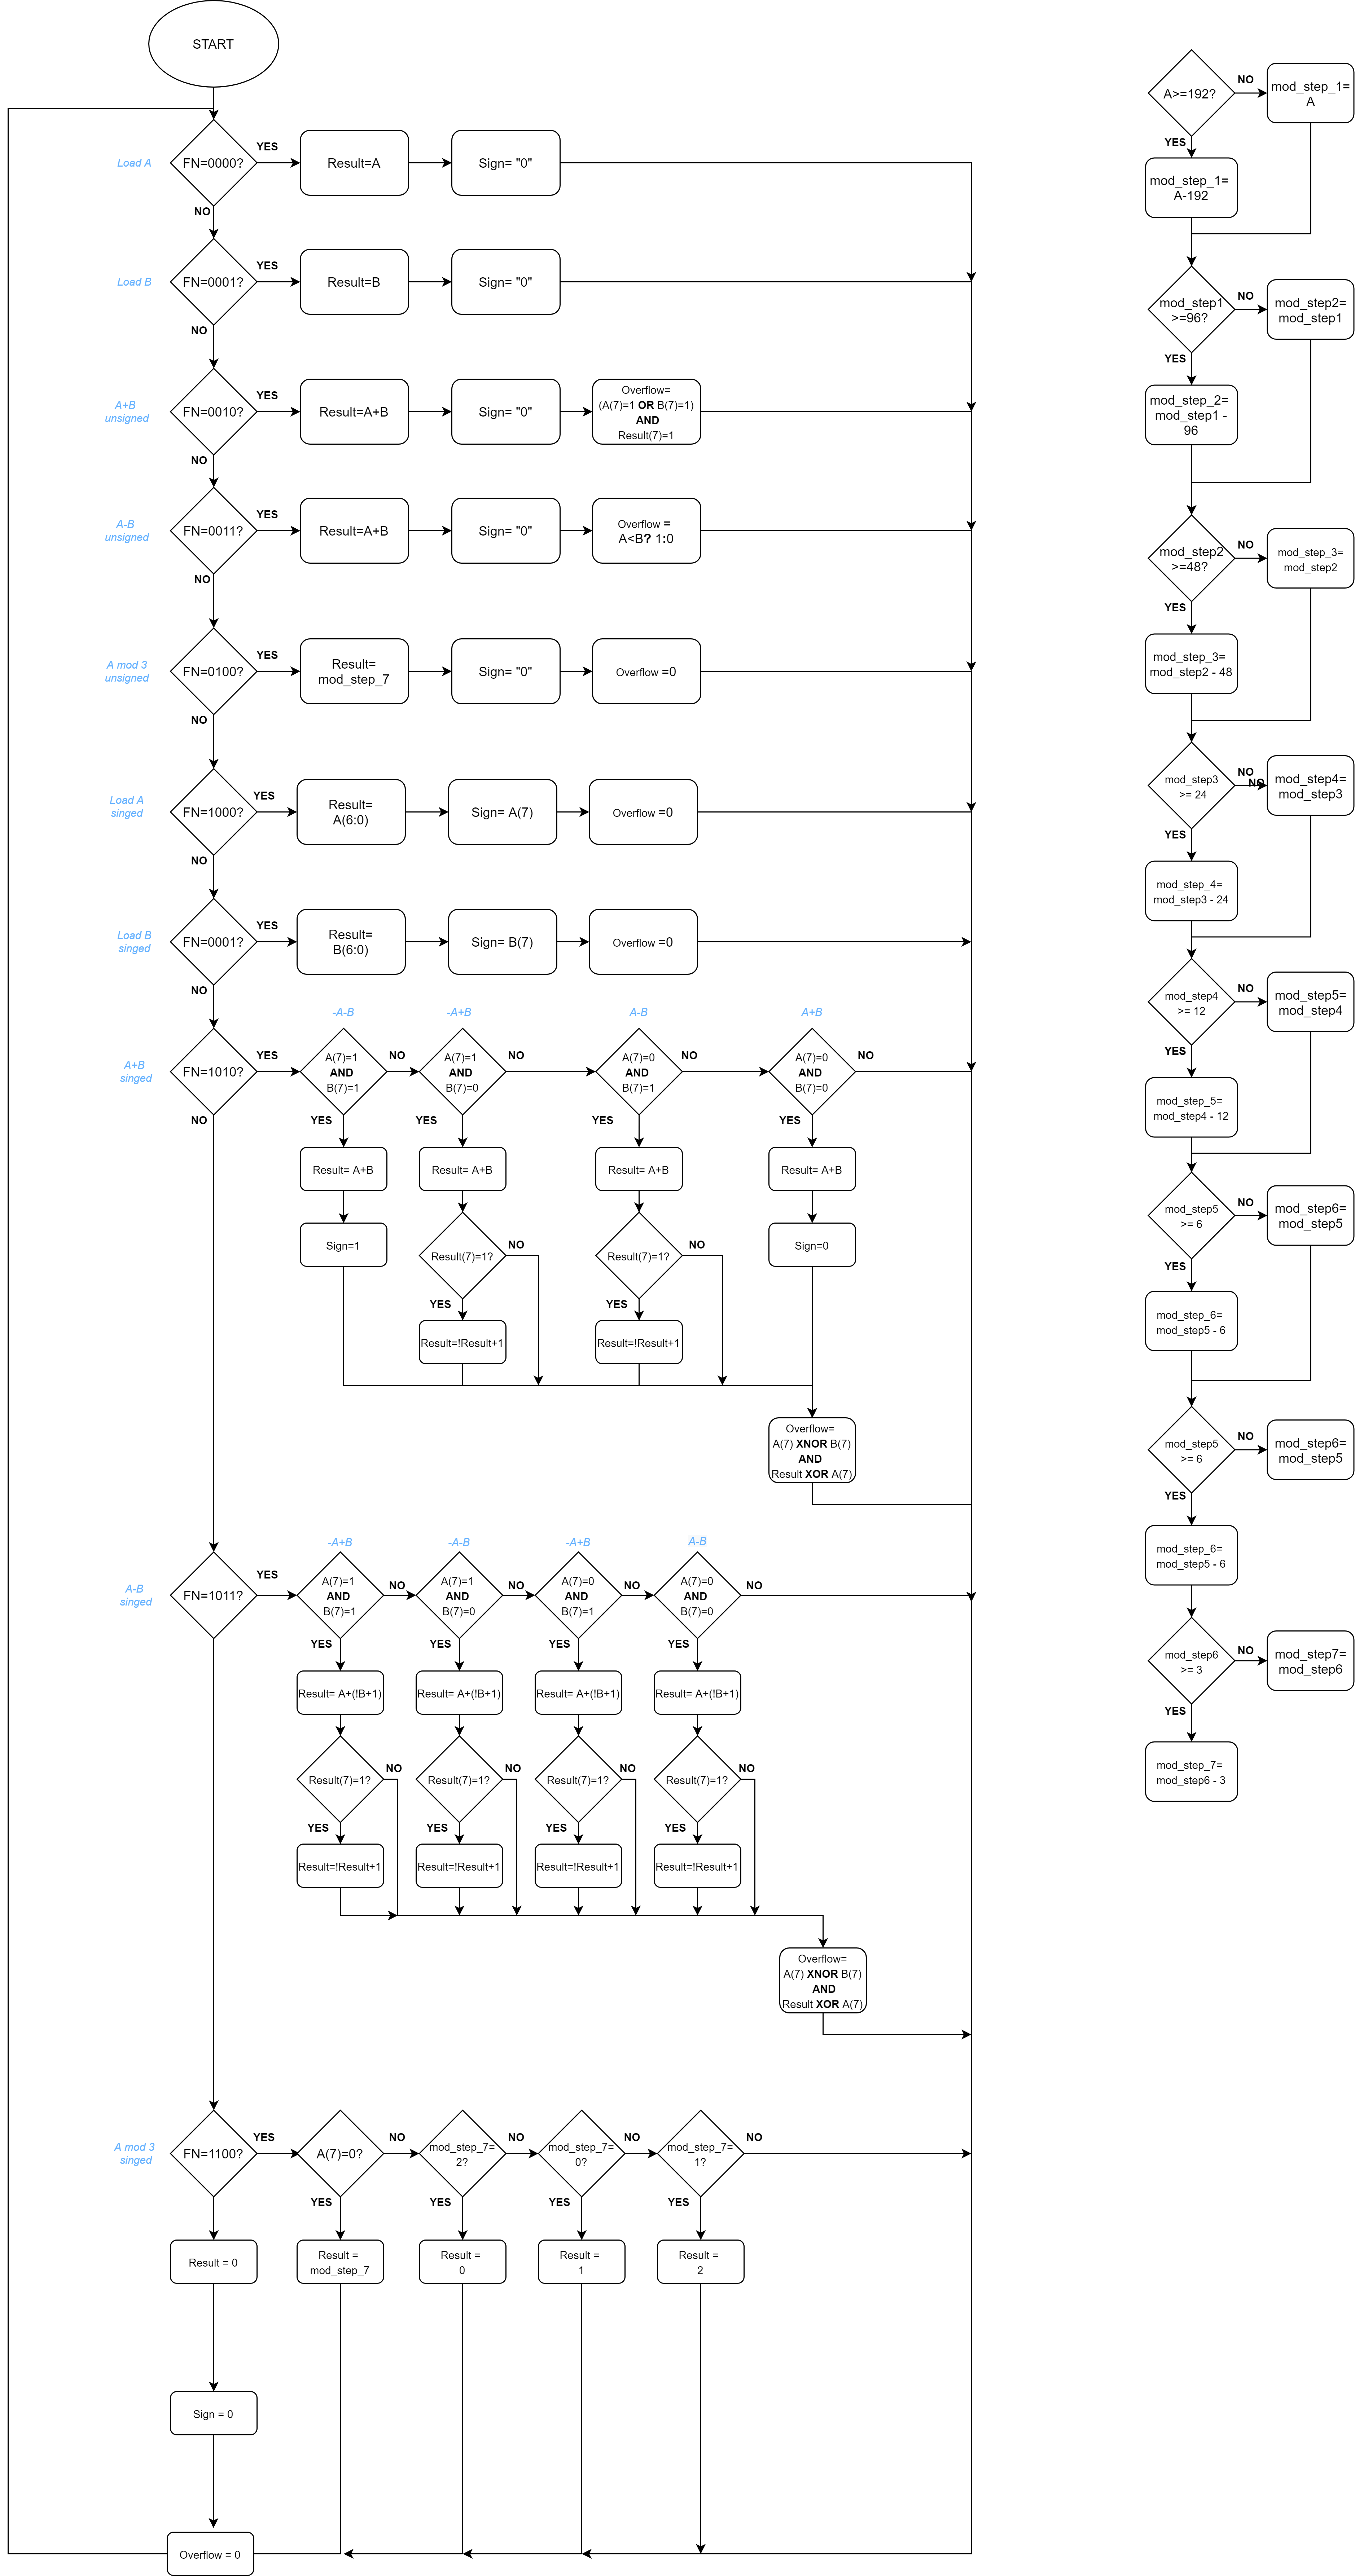 START
Load A
FN=0000?
YES
Result=A
Sign= "0"
NO
Load B
FN=0001?
YES
Result=B
Sign= "0"
NO
A+B
unsigned
FN=0010?
YES
Result=A+B
Sign= "0"
Overflow=
(A(7)=1 OR B(7)=1)
AND
Result(7)=1
NO
A-B
unsigned
FN=0011?
YES
Result=A+B
Sign= "0"
Overflow =
A<B? 1:0
NO
A mod 3
unsigned
FN=0100?
YES
Result=
mod_step_7
Sign= "0"
Overflow =0
NO
Load A
singed
FN=1000?
YES
Result=
A(6:0)
Sign= A(7)
Overflow =0
NO
Load B
singed
FN=0001?
YES
Result=
B(6:0)
Sign= B(7)
Overflow =0
NO
-A-B
-A+B
A-B
A+B
A+B
singed
FN=1010?
YES
A(7)=1
AND
B(7)=1
NO
A(7)=1
AND
B(7)=0
NO
A(7)=0
AND
B(7)=1
NO
A(7)=0
AND
B(7)=0
NO
NO
YES
YES
YES
YES
Result= A+B
Result= A+B
Result= A+B
Result= A+B
Sign=1
Result(7)=1?
NO
Result(7)=1?
NO
Sign=0
YES
YES
Result=!Result+1
Result=!Result+1
Overflow=
A(7) XNOR B(7)
AND
Result XOR A(7)
-A+B
-A-B
-A+B
A-B
A-B
singed
FN=1011?
YES
A(7)=1
AND
B(7)=1
NO
A(7)=1
AND
B(7)=0
NO
A(7)=0
AND
B(7)=1
NO
A(7)=0
AND
B(7)=0
NO
YES
YES
YES
YES
Result= A+(!B+1)
Result= A+(!B+1)
Result= A+(!B+1)
Result= A+(!B+1)
Result(7)=1?
NO
Result(7)=1?
NO
Result(7)=1?
NO
Result(7)=1?
NO
YES
YES
YES
YES
Result=!Result+1
Result=!Result+1
Result=!Result+1
Result=!Result+1
Overflow=
A(7) XNOR B(7)
AND
Result XOR A(7)
A mod 3
singed
FN=1100?
YES
A(7)=0?
NO
mod_step_7=
2?
NO
mod_step_7=
0?
NO
mod_step_7=
1?
NO
YES
YES
YES
YES
Result = 0
Result =
mod_step_7
Result =
0
Result =
1
Result =
2
Sign = 0
Overflow = 0
A>=192?
NO
mod_step_1=
A
YES
mod_step_1=
A-192
mod_step1
>=96?
NO
mod_step2=
mod_step1
YES
mod_step_2=
mod_step1 -
96
mod_step2
>=48?
NO
mod_step_3=
mod_step2
YES
mod_step_3=
mod_step2 - 48
mod_step3
>= 24
NO
NO
mod_step4=
mod_step3
YES
mod_step_4=
mod_step3 - 24
mod_step4
>= 12
NO
mod_step5=
mod_step4
YES
mod_step_5=
mod_step4 - 12
mod_step5
>= 6
NO
mod_step6=
mod_step5
YES
mod_step_6=
mod_step5 - 6
mod_step5
>= 6
NO
mod_step6=
mod_step5
YES
mod_step_6=
mod_step5 - 6
mod_step6
>= 3
NO
mod_step7=
mod_step6
YES
mod_step_7=
mod_step6 - 3